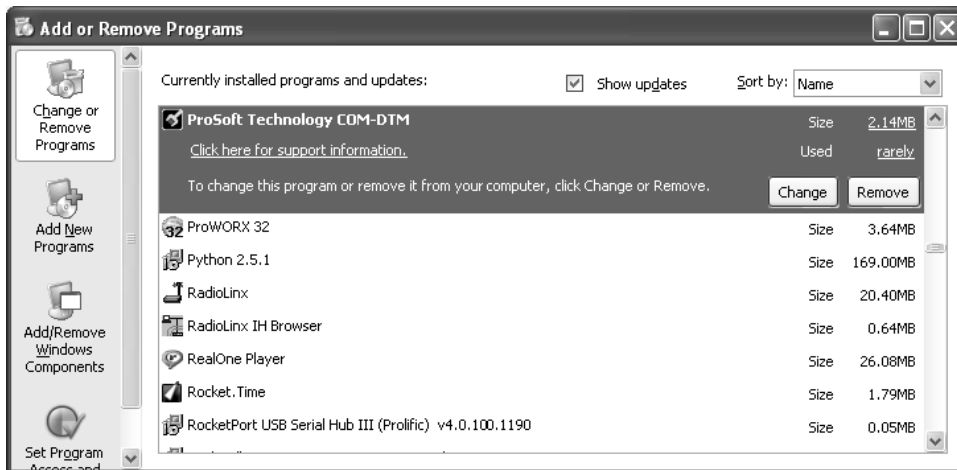 Add or Remove Programs
Change or
Remove
Programs
Add New
Programs
Add/Remove
Windows
Components
Set Program
Access and
Currently installed programs and updates:
Show updates
Sort by: Name
ProSoft Technology COM-DTM Size 2.14MB
Click here for support information. Used rarely
To change this program or remove it from your computer, click Change or Remove. Change Remove
32 ProWORX 32 Size 3.64MB
Python 2.5.1 Size 169.00MB
RadioLinx Size 20.40MB
RadioLinx IH Browser Size 0.64MB
RealOne Player Size 26.08MB
Rocket.Time Size 1.79MB
RocketPort USB Serial Hub III (Prolific) v4.0.100.1190 Size 0.05MB